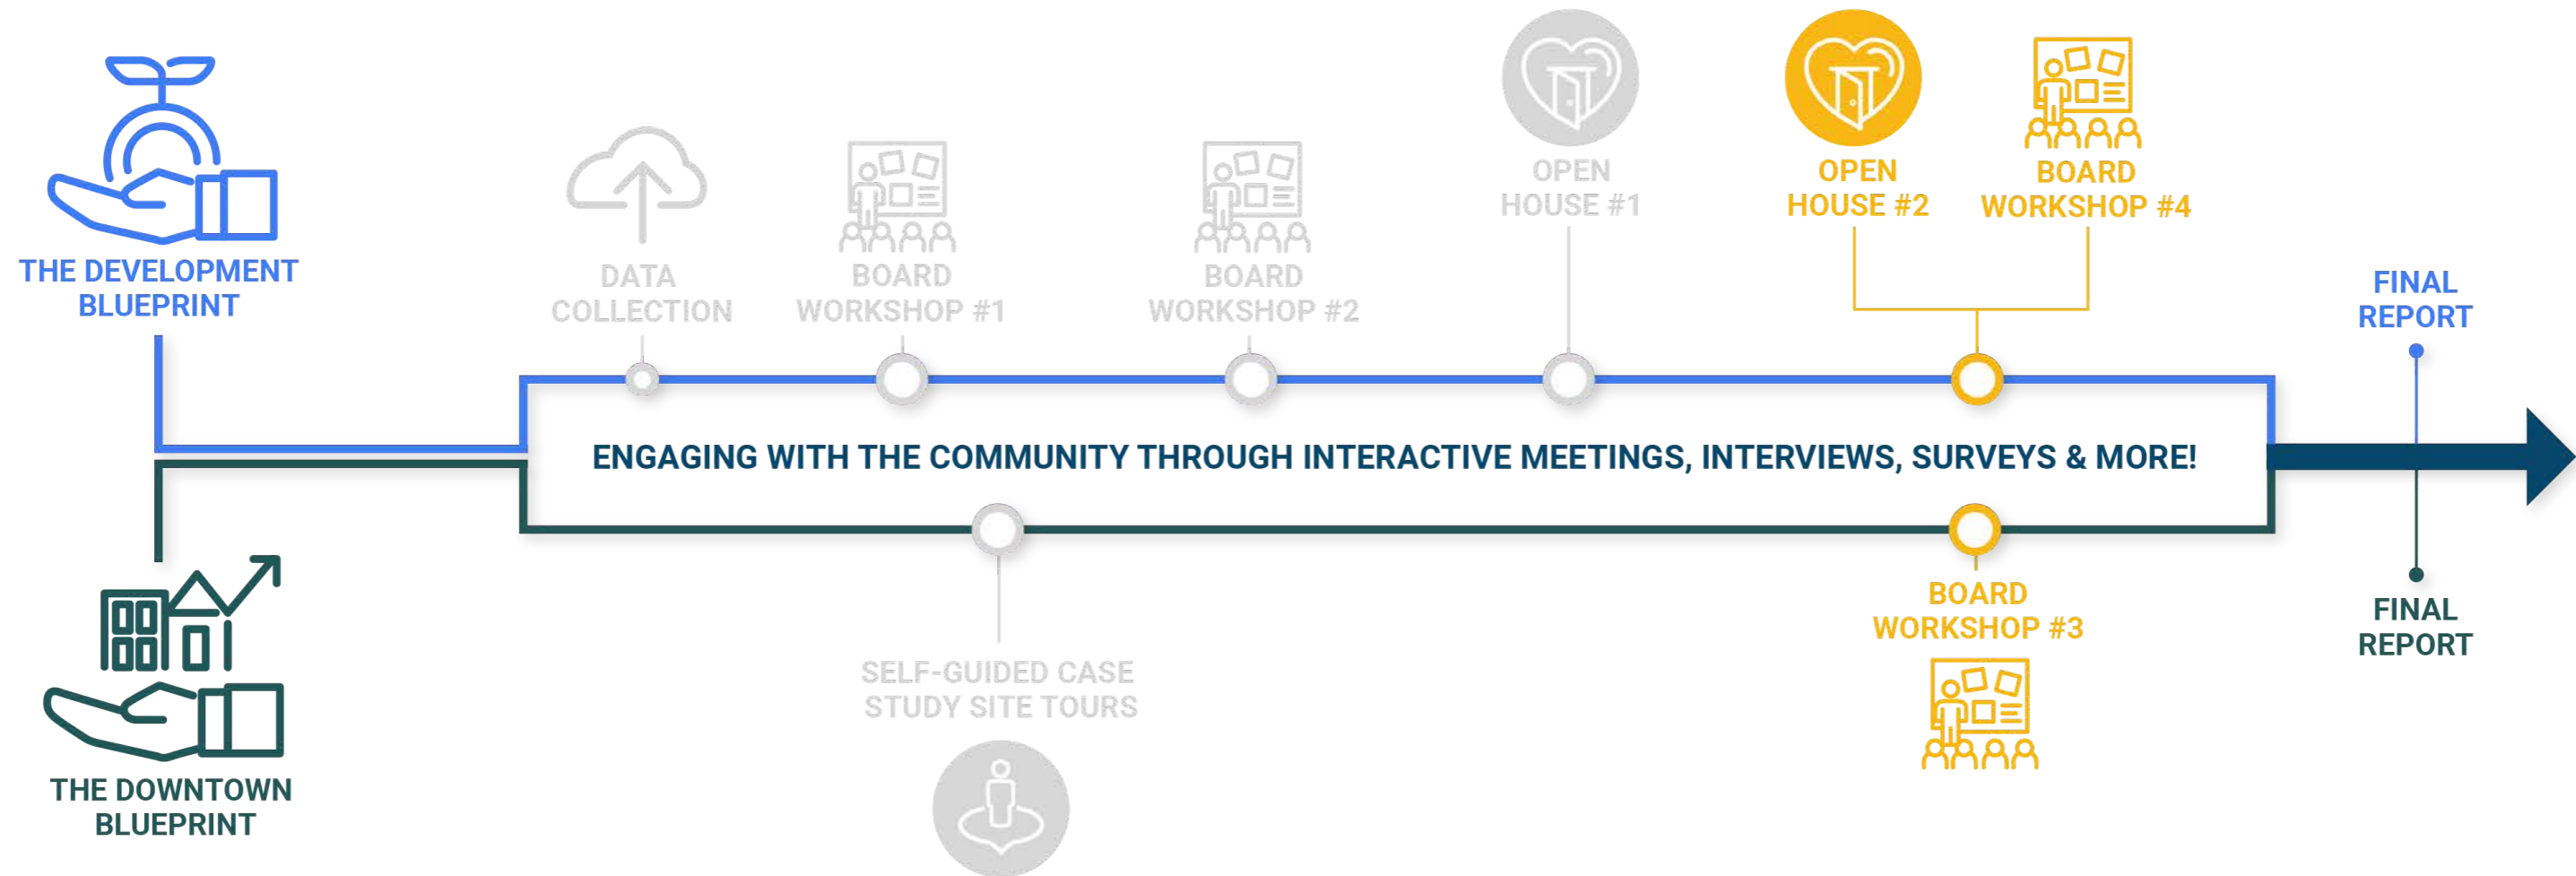 THE DEVELOPMENT
BLUEPRINT
DATA
COLLECTION
BOARD
WORKSHOP #1
BOARD
WORKSHOP #2
OPEN
HOUSE #1
OPEN
HOUSE #2
BOARD
WORKSHOP #4
FINAL
REPORT
ENGAGING WITH THE COMMUNITY THROUGH INTERACTIVE MEETINGS, INTERVIEWS, SURVEYS & MORE!
THE DOWNTOWN
BLUEPRINT
SELF-GUIDED CASE
STUDY SITE TOURS
BOARD
WORKSHOP #3
FINAL
REPORT